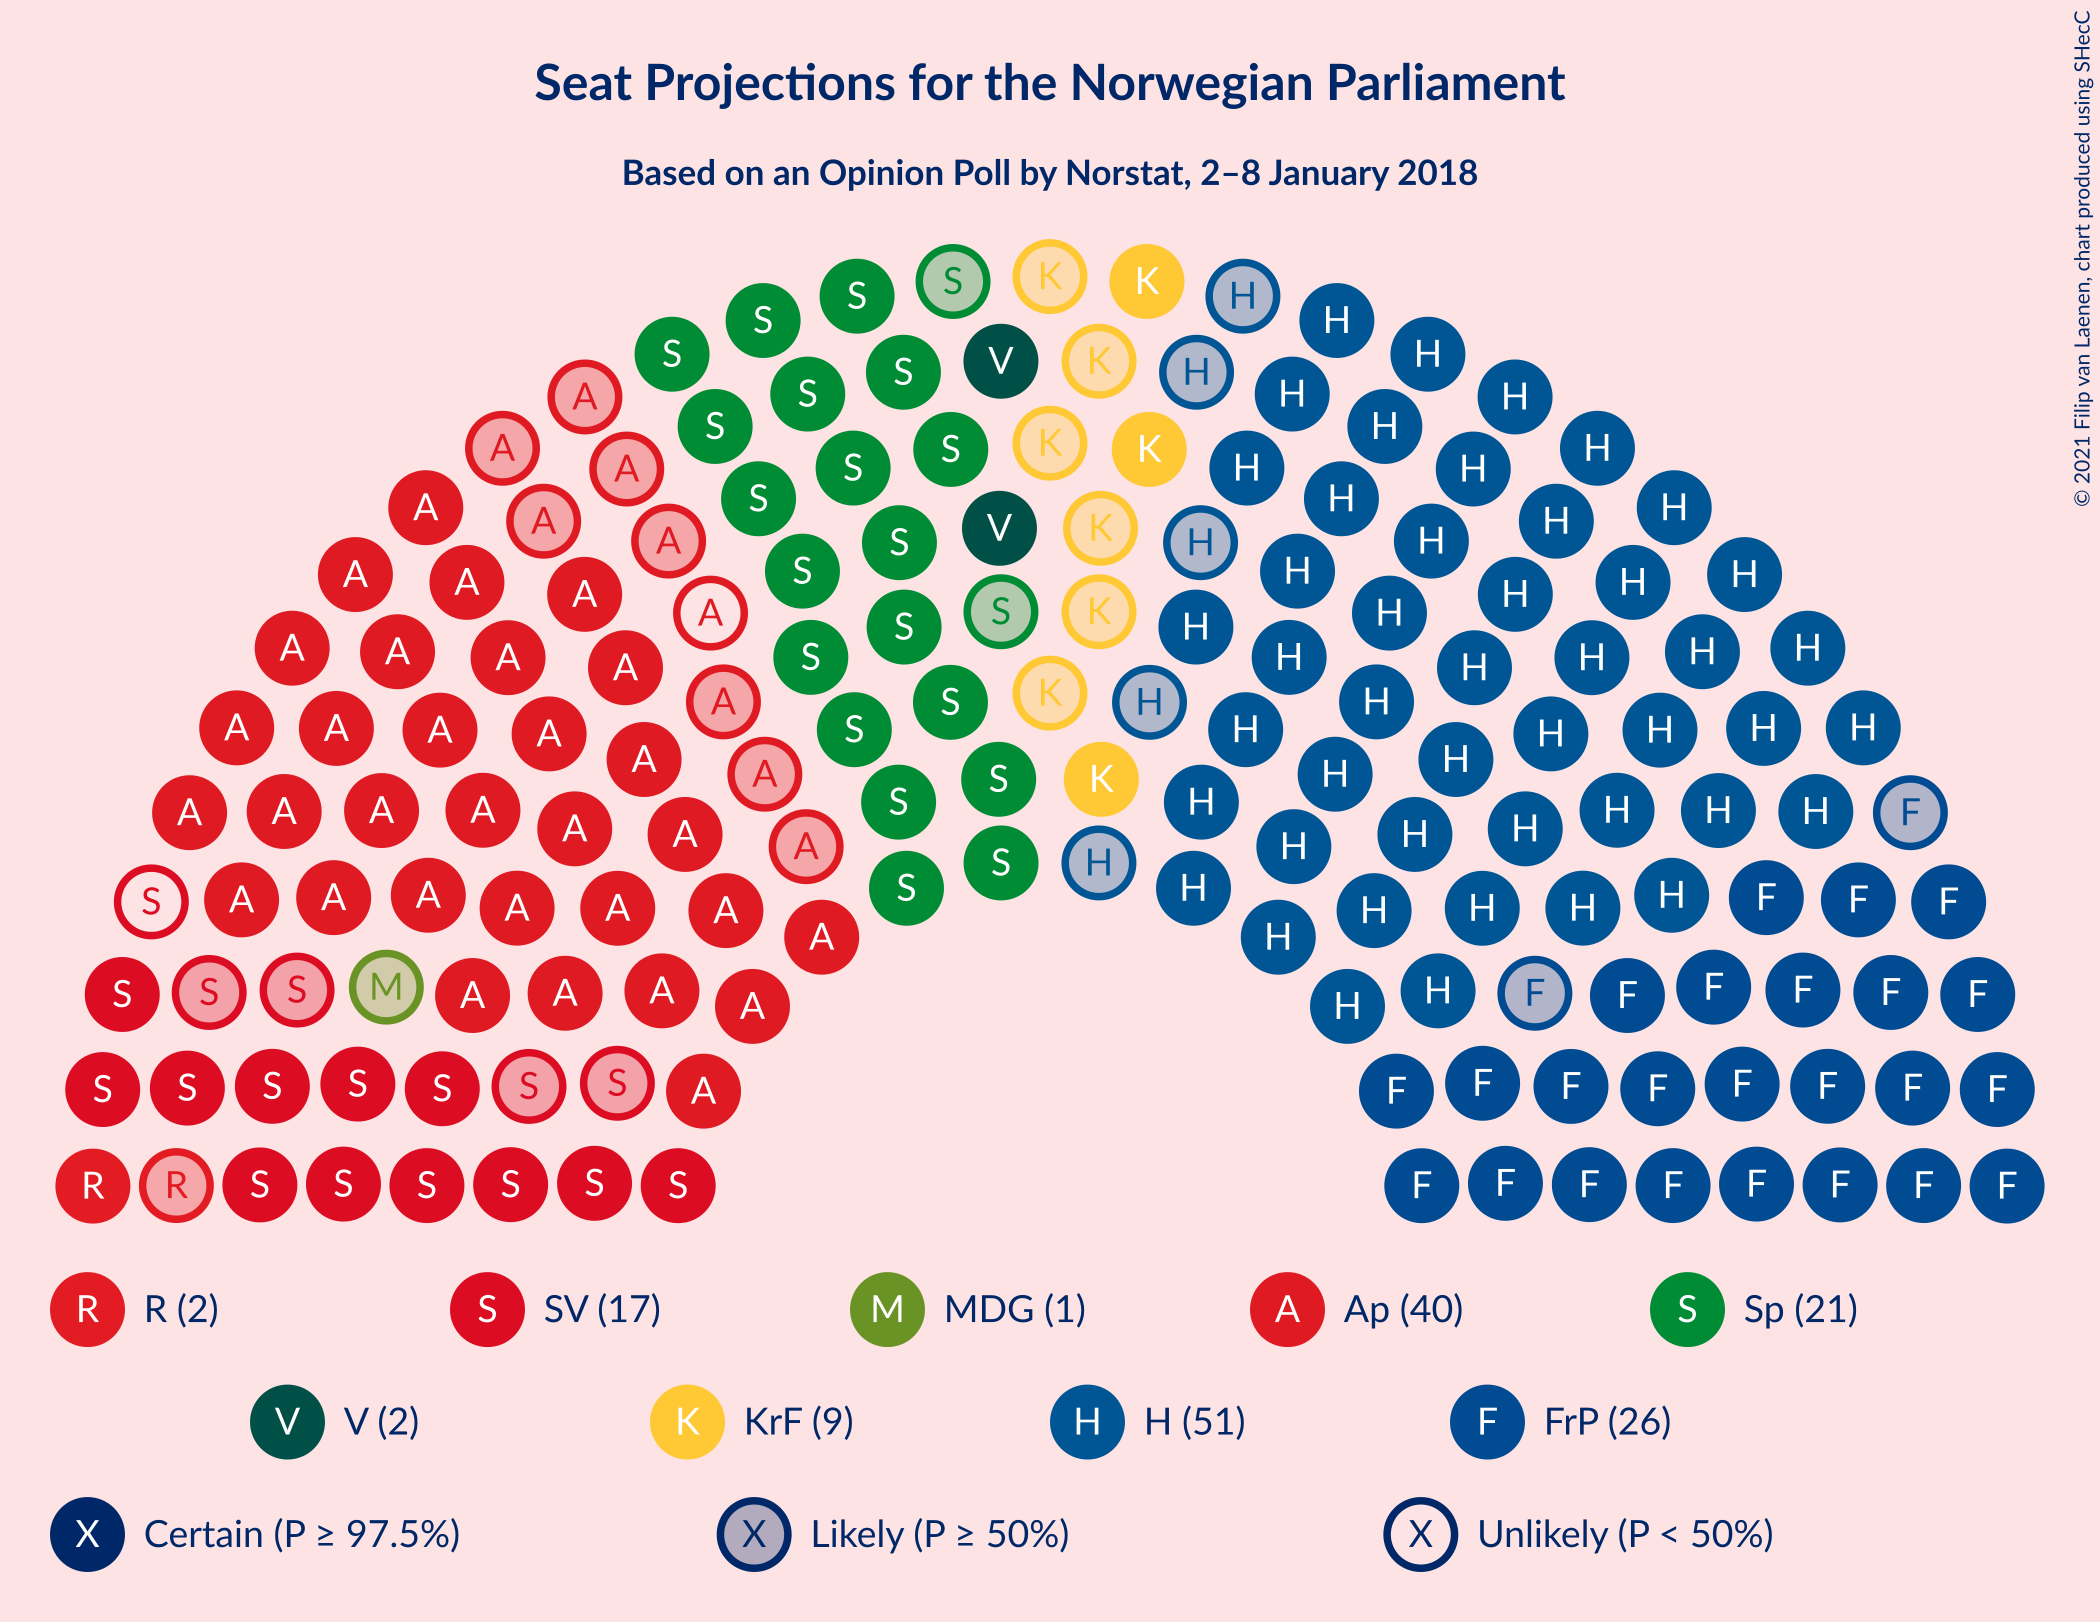 Seat Projections for the Norwegian Parliament
Based on an Opinion Poll by Norstat, 2–8 January 2018
© 2021 Filip van Laenen, chart produced using SHecC
S S S K K H H H
A S S V K H H H H
A A S S S K K H H H H
A A S S V K H H H H H
A A A A S S S K H H H H H H
A A A A S S K H H H H H H
A A A A A S S K H H H H H H H
A A A A A A A S S H H H H H H H H F
S A A A A A A A H H H H H F F F
S S S M A A A A H H F F F F F F
S S S S S S S A F F F F F F F F
R R S S S S S S F F F F F F F F
R R (2) S SV (17) M MDG (1) A Ap (40) S Sp (21)
V V (2) K KrF (9) H H (51) F FrP (26)
X Certain (P ≥ 97.5%) X Likely (P ≥ 50%) X Unlikely (P < 50%)